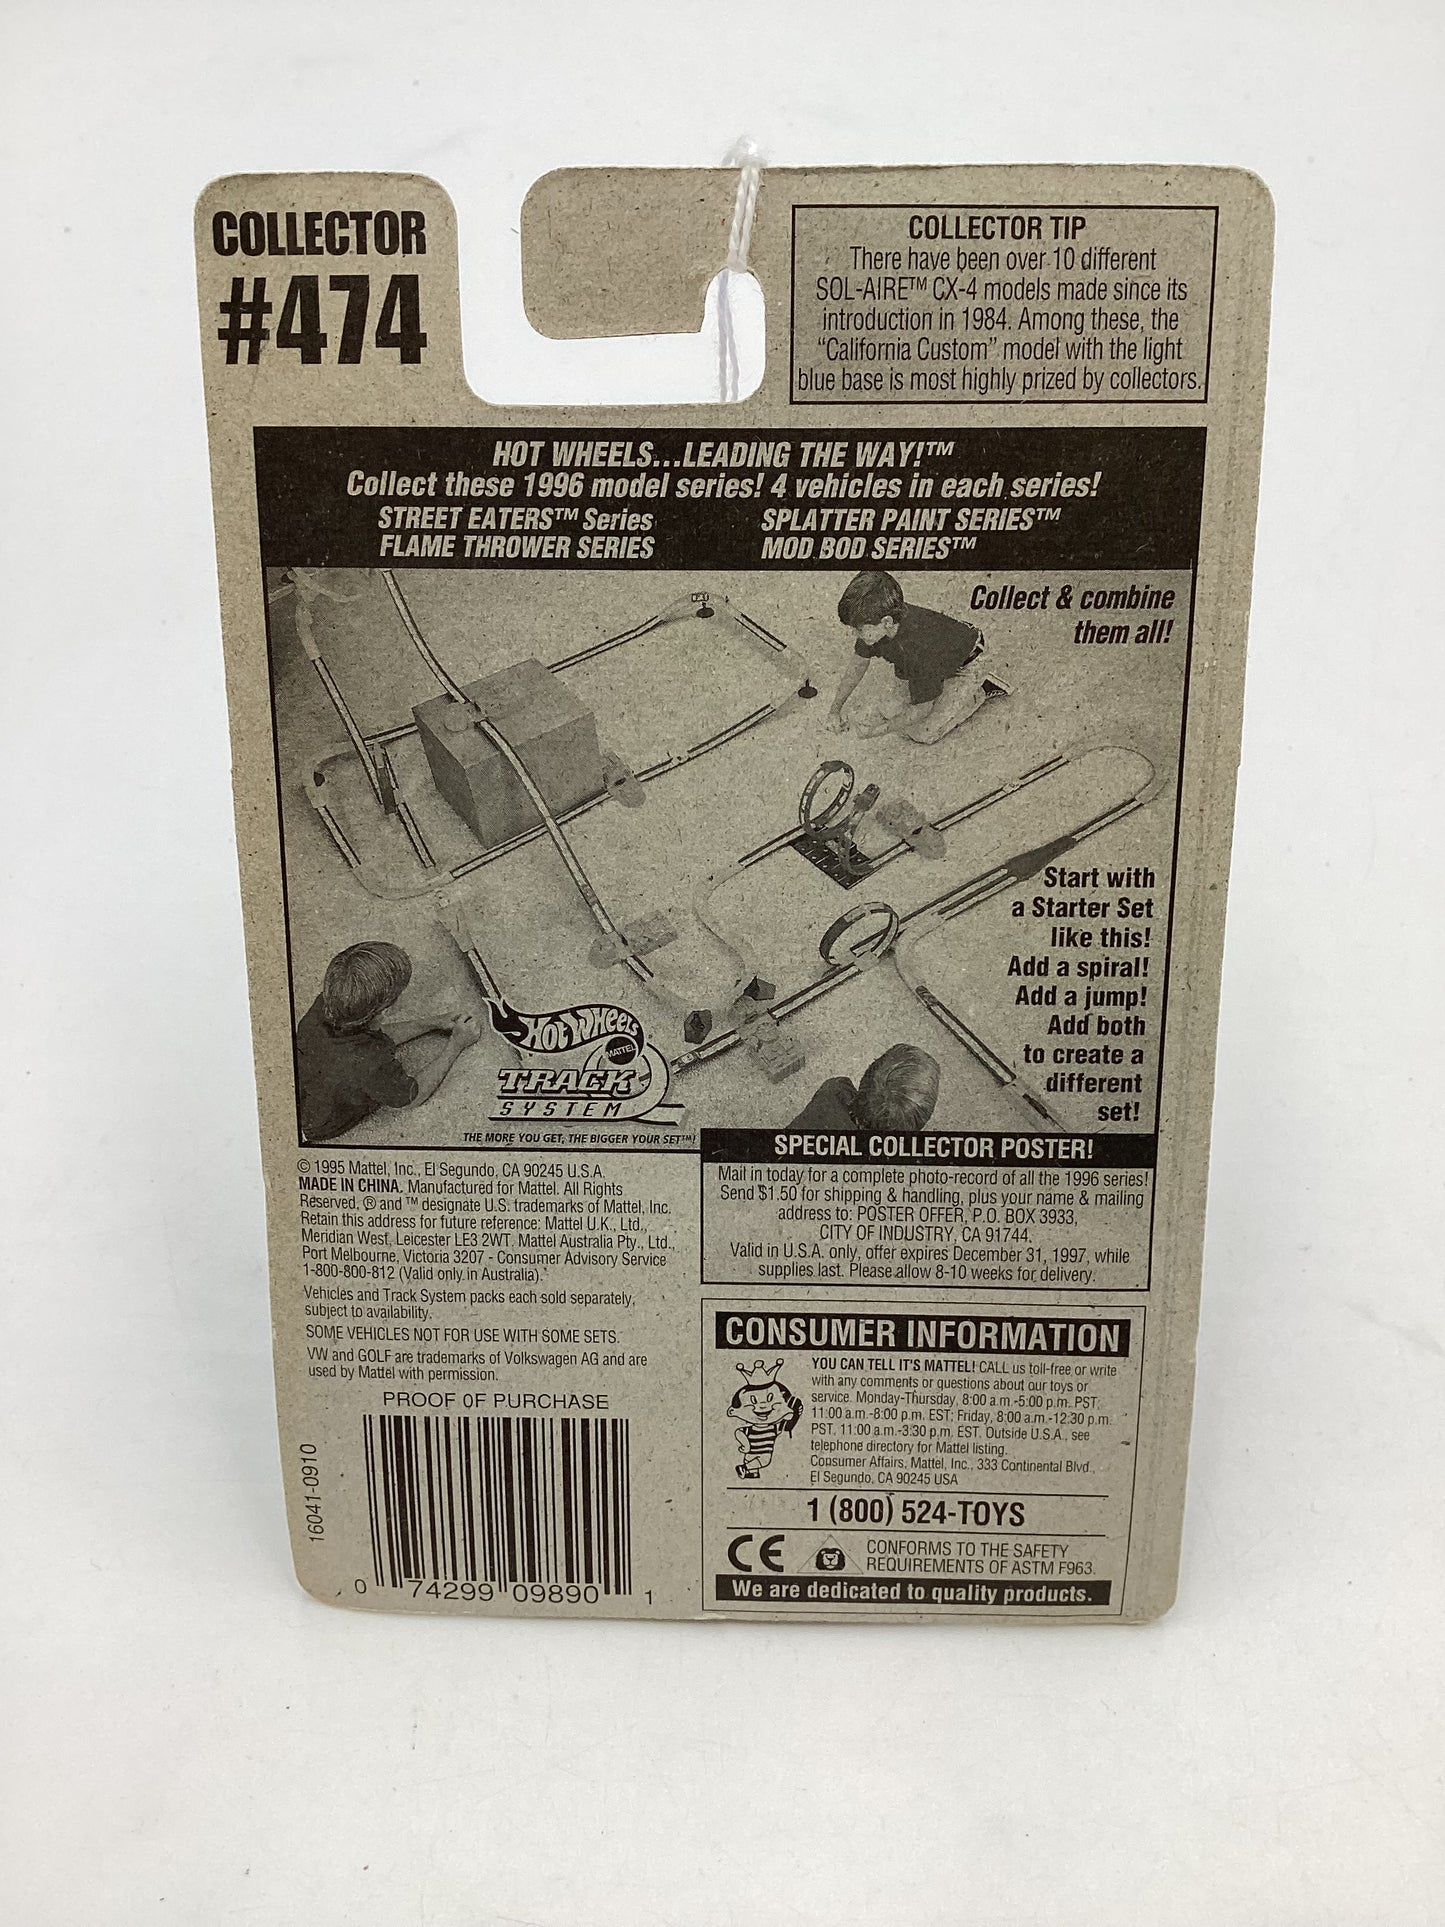 COLLECTOR
#474
COLLECTOR TIP
There have been over 10 different
SOL-AIRE™ CX-4 models made since its
introduction in 1984. Among these, the
“California Custom” model with the light
blue base is most highly prized by collectors.
HOT WHEELS...LEADING THE WAY!™
Collect these 1996 model series! 4 vehicles in each series!
STREET EATERS™ Series
SPLATTER PAINT SERIES™
FLAME THROWER SERIES
MOD BOD SERIES™
Collect & combine
them all!
Start with
a Starter Set
like this!
Add a spiral!
Add a jump!
Add both
to create a
different
set!
Hot Wheels
MATTEL
TRACK
SYSTEM
THE MORE YOU GET, THE BIGGER YOUR SET™!
© 1995 Mattel, Inc., El Segundo, CA 90245 U.S.A.
MADE IN CHINA. Manufactured for Mattel. All Rights
Reserved. ® and ™ designate U.S. trademarks of Mattel, Inc.
Retain this address for future reference: Mattel U.K., Ltd.,
Meridian West, Leicester LE3 2WT. Mattel Australia Pty., Ltd.,
Port Melbourne, Victoria 3207 - Consumer Advisory Service
1-800-800-812 (Valid only in Australia).
Vehicles and Track System packs each sold separately,
subject to availability.
SOME VEHICLES NOT FOR USE WITH SOME SETS.
VW and GOLF are trademarks of Volkswagen AG and are
used by Mattel with permission.
PROOF OF PURCHASE
16041-0910
0 74299 09890 1
SPECIAL COLLECTOR POSTER!
Mail in today for a complete photo-record of all the 1996 series!
Send $1.50 for shipping & handling, plus your name & mailing
address to: POSTER OFFER, P.O. BOX 3933,
CITY OF INDUSTRY, CA 91744.
Valid in U.S.A. only, offer expires December 31, 1997, while
supplies last. Please allow 8-10 weeks for delivery.
CONSUMER INFORMATION
YOU CAN TELL IT'S MATTEL! CALL us toll-free or write
with any comments or questions about our toys or
service. Monday-Thursday, 8:00 a.m.-5:00 p.m. PST;
11:00 a.m.-8:00 p.m. EST; Friday, 8:00 a.m.-12:30 p.m.
PST, 11:00 a.m.-3:30 p.m. EST. Outside U.S.A., see
telephone directory for Mattel listing.
Consumer Affairs, Mattel, Inc., 333 Continental Blvd.,
El Segundo, CA 90245 USA
1 (800) 524-TOYS
CE
CONFORMS TO THE SAFETY
REQUIREMENTS OF ASTM F963.
We are dedicated to quality products.